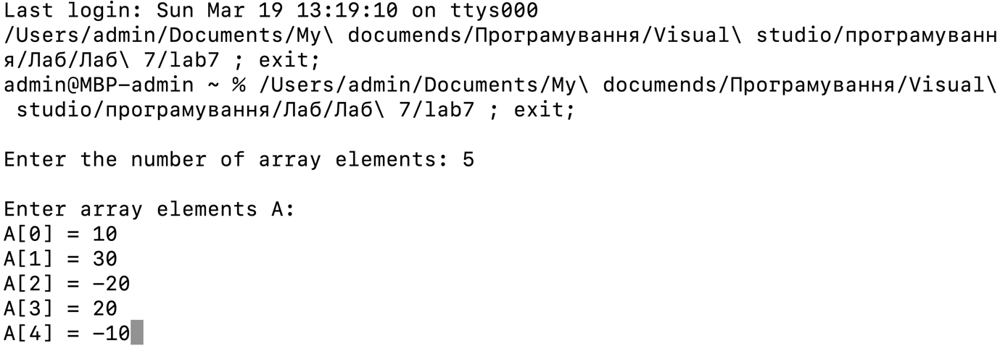 Last login: Sun Mar 19 13:19:10 on ttys000
/Users/admin/Documents/My\ documends/Програмування/Visual\ studio/програмуванн
я/Лаб/Лаб\ 7/lab7 ; exit;
admin@MBP-admin ~ % /Users/admin/Documents/My\ documends/Програмування/Visual\
 studio/програмування/Лаб/Лаб\ 7/lab7 ; exit;

Enter the number of array elements: 5

Enter array elements A:
A[0] = 10
A[1] = 30
A[2] = -20
A[3] = 20
A[4] = -10